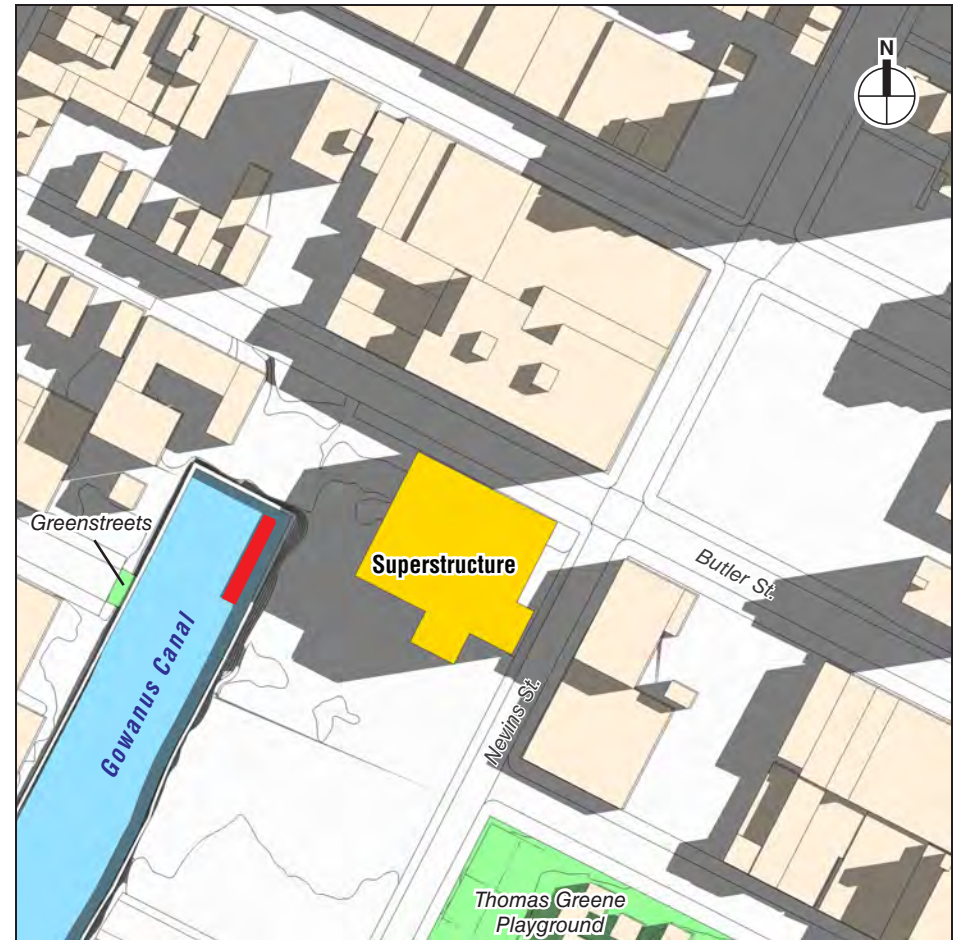 N
Greenstreets
Superstructure
Butler St.
Gowanus Canal
Nevins St.
Thomas Greene
Playground